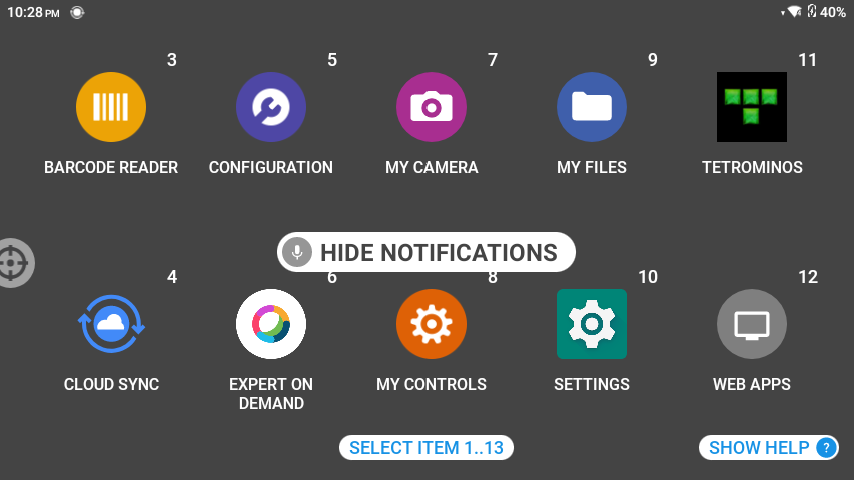 10:28 PM
40%
3
5
7
9
11
BARCODE READER
CONFIGURATION
MY CAMERA
MY FILES
TETROMINOS
HIDE NOTIFICATIONS
4
6
8
10
12
CLOUD SYNC
EXPERT ON
DEMAND
MY CONTROLS
SETTINGS
WEB APPS
SELECT ITEM 1..13
SHOW HELP ?